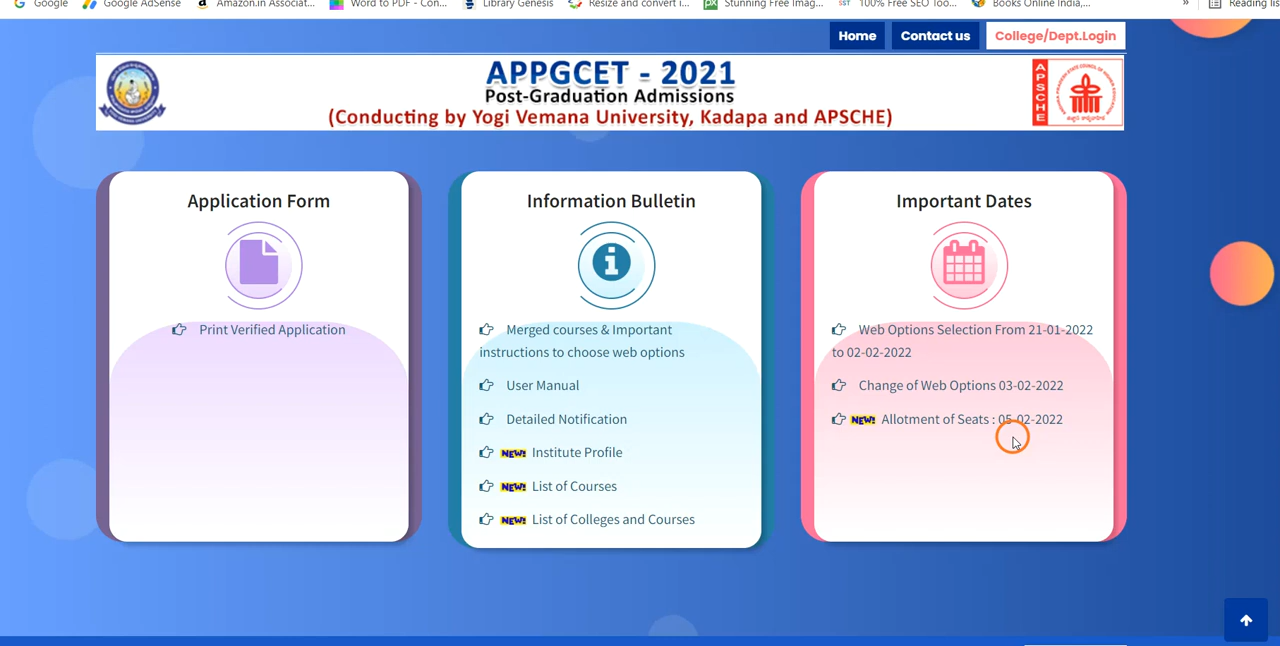 Google
Google AdSense
Amazon.in Associat...
Word to PDF - Con...
Library Genesis
Resize and convert i...
Stunning Free Imag...
100% Free SEO Too...
Books Online India,...
»
Reading lis
Home
Contact us
College/Dept.Login
APPGCET - 2021
Post-Graduation Admissions
(Conducting by Yogi Vemana University, Kadapa and APSCHE)
APSCHE
Application Form
Print Verified Application
Information Bulletin
Merged courses & Important
instructions to choose web options
User Manual
Detailed Notification
NEW! Institute Profile
NEW! List of Courses
NEW! List of Colleges and Courses
Important Dates
Web Options Selection From 21-01-2022
to 02-02-2022
Change of Web Options 03-02-2022
NEW! Allotment of Seats : 05-02-2022